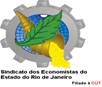 Sindicato dos Economistas do
Estado do Rio de Janeiro
Filiado à CUT